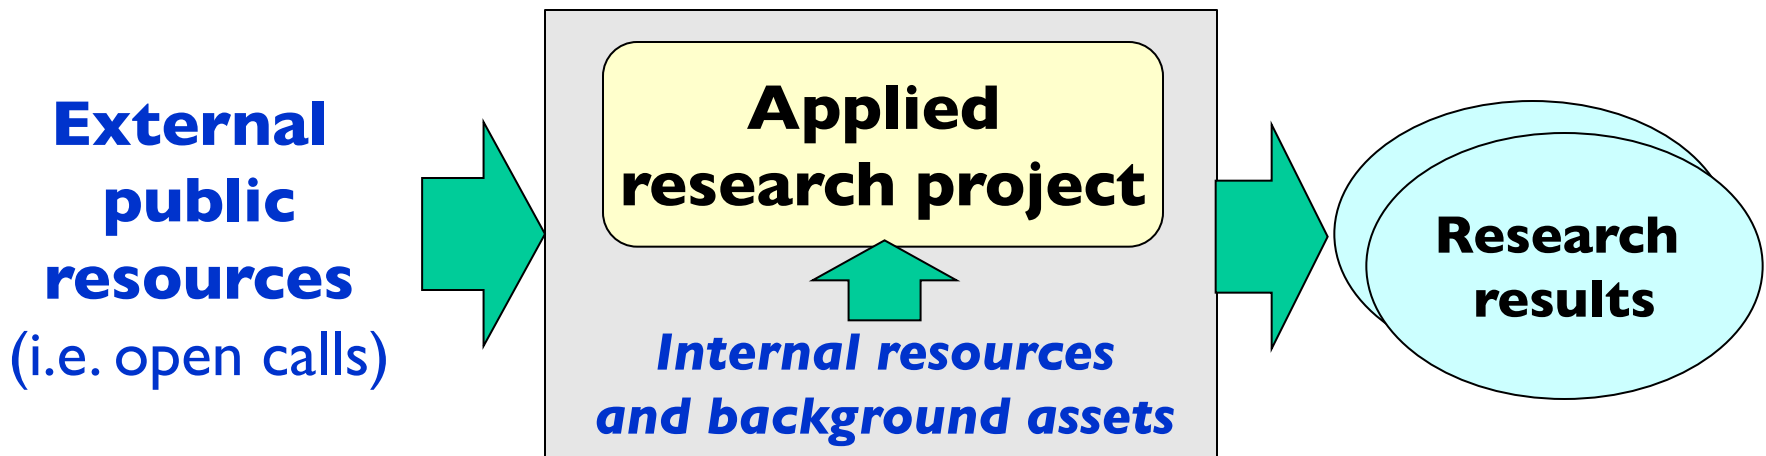 External
public
resources
(i.e. open calls)
Applied
research project
Internal resources
and background assets
Research
results